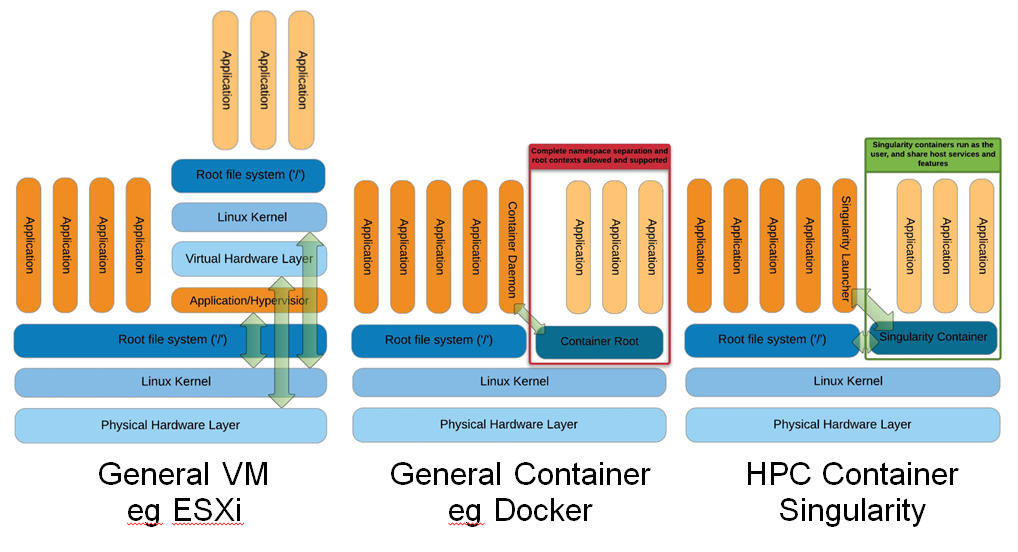 Application
Application
Application
Root file system ('/')
Linux Kernel
Virtual Hardware Layer
Application/Hypervisior
Application
Application
Application
Application
Root file system ('/')
Linux Kernel
Physical Hardware Layer
General VM
eg ESXi
Complete namespace separation and
root contexts allowed and supported
Application
Application
Application
Application
Container Daemon
Application
Application
Application
Root file system ('/')
Container Root
Linux Kernel
Physical Hardware Layer
General Container
eg Docker
Singularity containers run as the
user, and share host services and
features
Application
Application
Application
Application
Singularity Launcher
Application
Application
Application
Root file system ('/')
Singularity Container
Linux Kernel
Physical Hardware Layer
HPC Container
Singularity